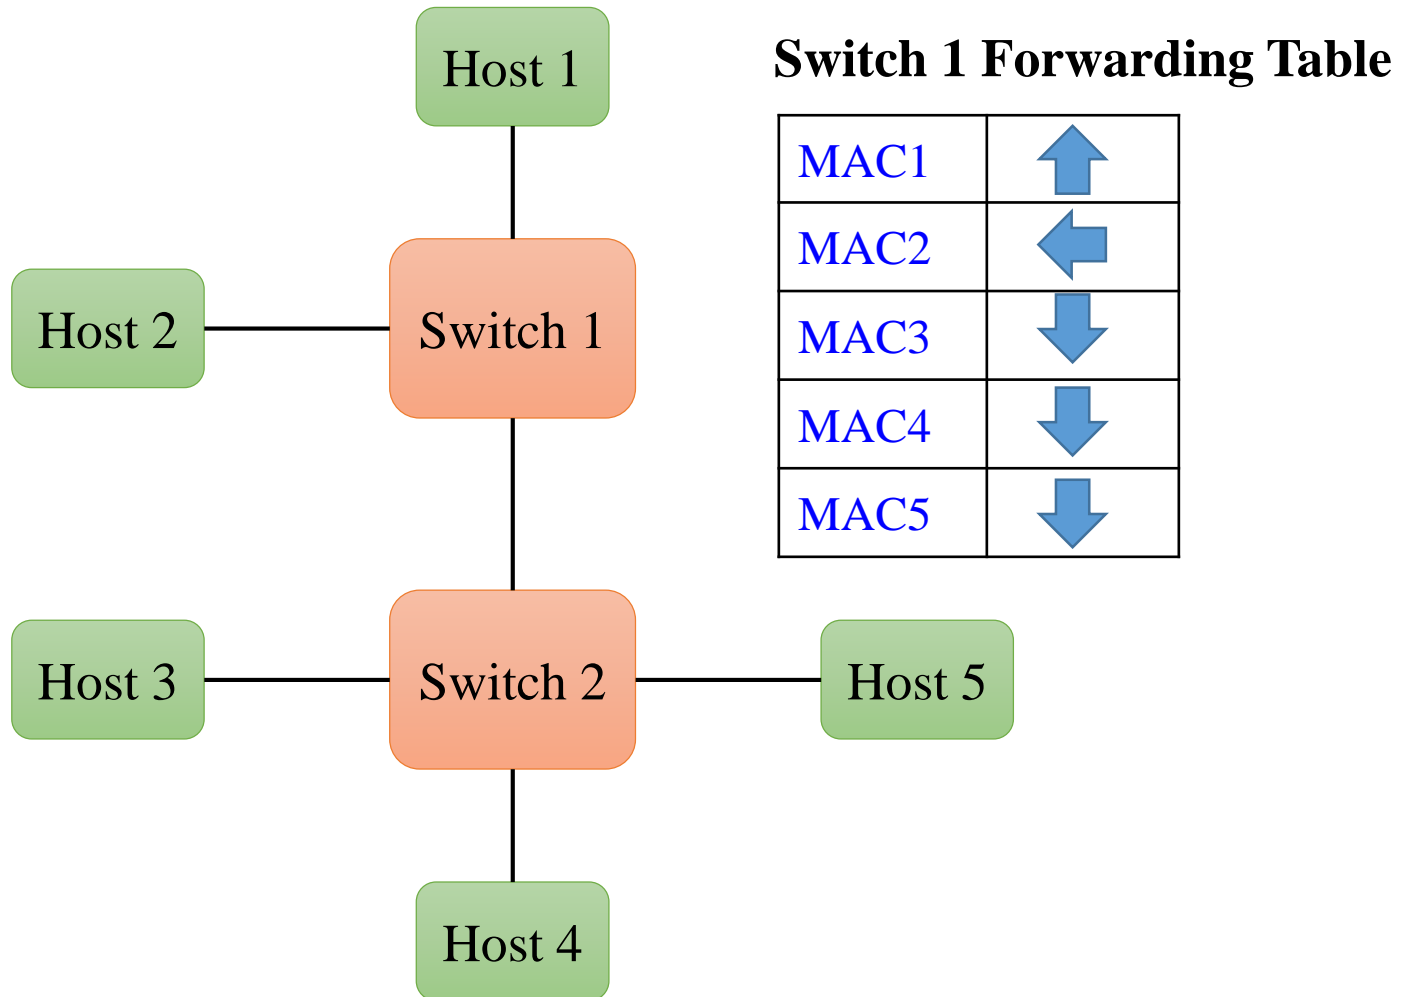 Host 1
Switch 1 Forwarding Table
MAC1
MAC2
MAC3
MAC4
MAC5
Host 2
Switch 1
Host 3
Switch 2
Host 5
Host 4